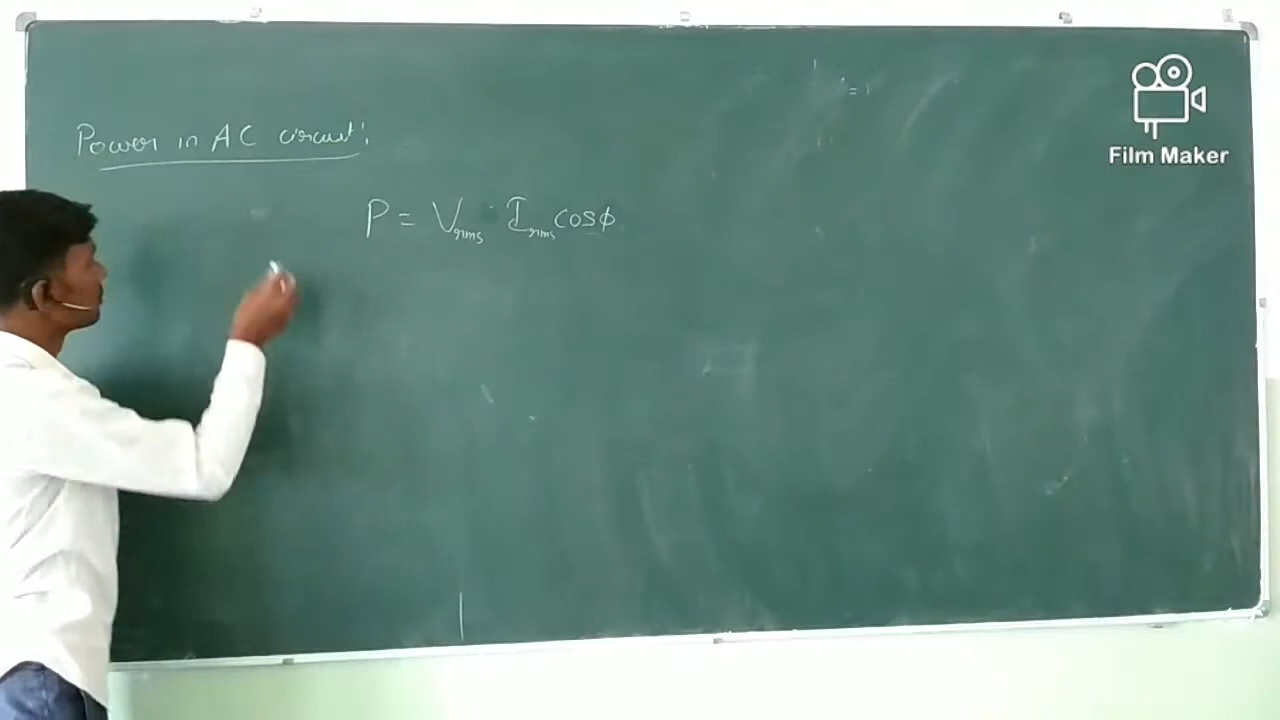 Power in AC circuit:
P = Vrms · Irms cosφ
Film Maker